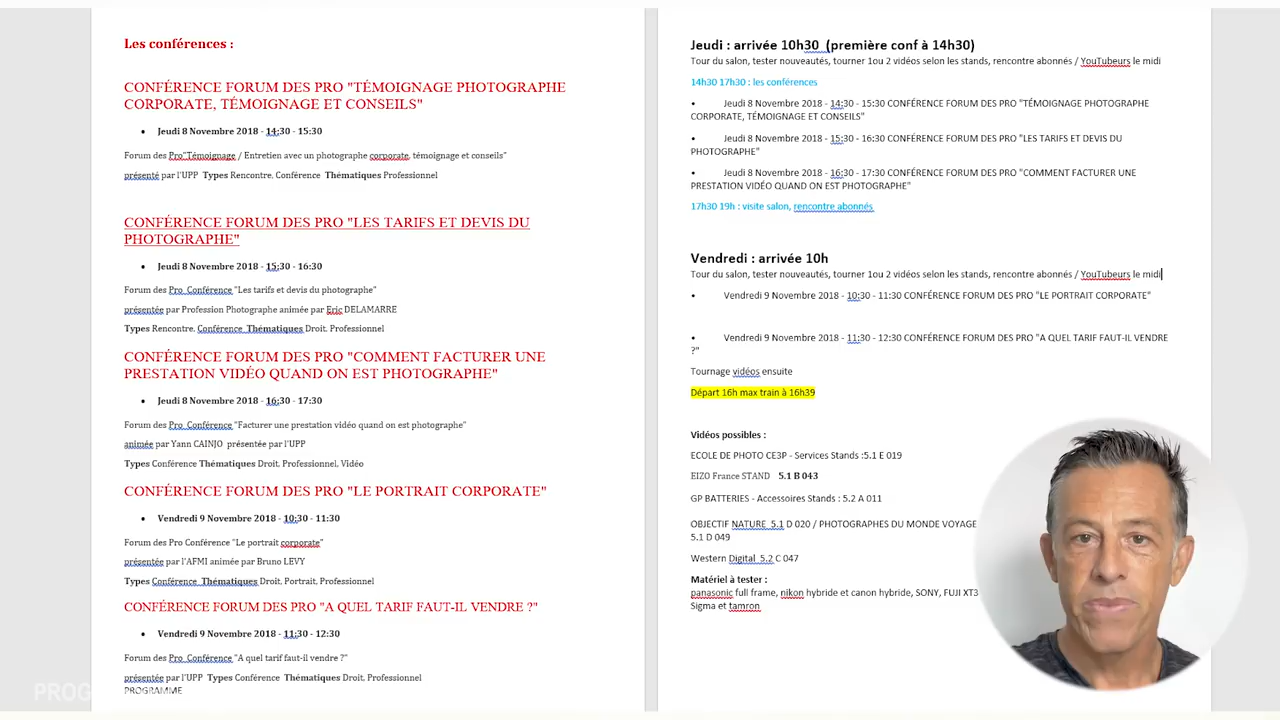 Les conférences :
CONFÉRENCE FORUM DES PRO "TÉMOIGNAGE PHOTOGRAPHE
CORPORATE, TÉMOIGNAGE ET CONSEILS"
• Jeudi 8 Novembre 2018 - 14:30 - 15:30
Forum des Pro"Témoignage / Entretien avec un photographe corporate, témoignage et conseils"
présenté par l'UPP Types Rencontre, Conférence Thématiques Professionnel
CONFÉRENCE FORUM DES PRO "LES TARIFS ET DEVIS DU
PHOTOGRAPHE"
• Jeudi 8 Novembre 2018 - 15:30 - 16:30
Forum des Pro Conférence "Les tarifs et devis du photographe"
présentée par Profession Photographe animée par Eric DELAMARRE
Types Rencontre, Conférence Thématiques Droit, Professionnel
CONFÉRENCE FORUM DES PRO "COMMENT FACTURER UNE
PRESTATION VIDÉO QUAND ON EST PHOTOGRAPHE"
• Jeudi 8 Novembre 2018 - 16:30 - 17:30
Forum des Pro Conférence "Facturer une prestation vidéo quand on est photographe"
animée par Yann CAINJO présentée par l'UPP
Types Conférence Thématiques Droit, Professionnel, Vidéo
CONFÉRENCE FORUM DES PRO "LE PORTRAIT CORPORATE"
• Vendredi 9 Novembre 2018 - 10:30 - 11:30
Forum des Pro Conférence "Le portrait corporate"
présentée par l'AFMI animée par Bruno LEVY
Types Conférence Thématiques Droit, Portrait, Professionnel
CONFÉRENCE FORUM DES PRO "A QUEL TARIF FAUT-IL VENDRE ?"
• Vendredi 9 Novembre 2018 - 11:30 - 12:30
Forum des Pro Conférence "A quel tarif faut-il vendre ?"
présentée par l'UPP Types Conférence Thématiques Droit, Professionnel
PROGRAMME
Jeudi : arrivée 10h30 (première conf à 14h30)
Tour du salon, tester nouveautés, tourner 1ou 2 vidéos selon les stands, rencontre abonnés / YouTubeurs le midi
14h30 17h30 : les conférences
• Jeudi 8 Novembre 2018 - 14:30 - 15:30 CONFÉRENCE FORUM DES PRO "TÉMOIGNAGE PHOTOGRAPHE
CORPORATE, TÉMOIGNAGE ET CONSEILS"
• Jeudi 8 Novembre 2018 - 15:30 - 16:30 CONFÉRENCE FORUM DES PRO "LES TARIFS ET DEVIS DU
PHOTOGRAPHE"
• Jeudi 8 Novembre 2018 - 16:30 - 17:30 CONFÉRENCE FORUM DES PRO "COMMENT FACTURER UNE
PRESTATION VIDÉO QUAND ON EST PHOTOGRAPHE"
17h30 19h : visite salon, rencontre abonnés
Vendredi : arrivée 10h
Tour du salon, tester nouveautés, tourner 1ou 2 vidéos selon les stands, rencontre abonnés / YouTubeurs le midi
• Vendredi 9 Novembre 2018 - 10:30 - 11:30 CONFÉRENCE FORUM DES PRO "LE PORTRAIT CORPORATE"
• Vendredi 9 Novembre 2018 - 11:30 - 12:30 CONFÉRENCE FORUM DES PRO "A QUEL TARIF FAUT-IL VENDRE
?"
Tournage vidéos ensuite
Départ 16h max train à 16h39
Vidéos possibles :
ECOLE DE PHOTO CE3P - Services Stands :5.1 E 019
EIZO France STAND 5.1 B 043
GP BATTERIES - Accessoires Stands : 5.2 A 011
OBJECTIF NATURE 5.1 D 020 / PHOTOGRAPHES DU MONDE VOYAGE
5.1 D 049
Western Digital 5.2 C 047
Matériel à tester :
panasonic full frame, nikon hybride et canon hybride, SONY, FUJI XT3
Sigma et tamron